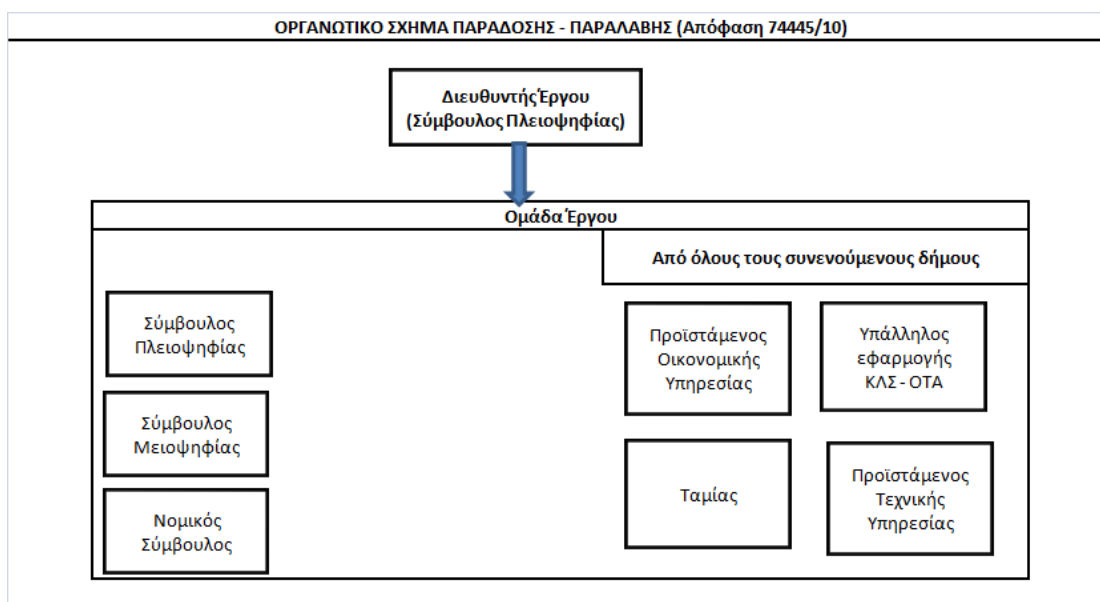 ΟΡΓΑΝΩΤΙΚΟ ΣΧΗΜΑ ΠΑΡΑΔΟΣΗΣ - ΠΑΡΑΛΑΒΗΣ (Απόφαση 74445/10)
Διευθυντής Έργου
(Σύμβουλος Πλειοψηφίας)
Ομάδα Έργου
Από όλους τους συνενούμενους δήμους
Σύμβουλος
Πλειοψηφίας
Σύμβουλος
Μειοψηφίας
Νομικός
Σύμβουλος
Προϊστάμενος
Οικονομικής
Υπηρεσίας
Υπάλληλος
εφαρμογής
ΚΛΣ - ΟΤΑ
Ταμίας
Προϊστάμενος
Τεχνικής
Υπηρεσίας